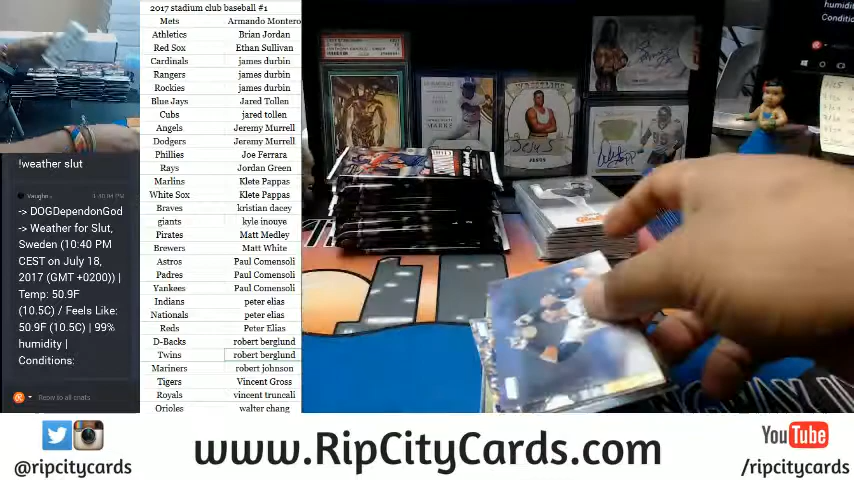 2017 stadium club baseball #1
Mets Armando Montero
Athletics Brian Jordan
Red Sox Ethan Sullivan
Cardinals james durbin
Rangers james durbin
Rockies james durbin
Blue Jays Jared Tollen
Cubs jared tollen
Angels Jeremy Murrell
Dodgers Jeremy Murrell
Phillies Joe Ferrara
Rays Jordan Green
Marlins Klete Pappas
White Sox Klete Pappas
Braves kristian dacey
giants kyle inouye
Pirates Matt Medley
Brewers Matt White
Astros Paul Comensoli
Padres Paul Comensoli
Yankees Paul Comensoli
Indians peter elias
Nationals peter elias
Reds Peter Elias
D-Backs robert berglund
Twins robert berglund
Mariners robert johnson
Tigers Vincent Gross
Royals vincent truncali
Orioles walter chang
!weather slut
-> DOGDependonGod
-> Weather for Slut,
Sweden (10:40 PM
CEST on July 18,
2017 (GMT +0200)) |
Temp: 50.9F
(10.5C) / Feels Like:
50.9F (10.5C) | 99%
humidity |
Conditions:
humidit
Conditio
@ripcitycards
www.RipCityCards.com
YouTube
/ripcitycards